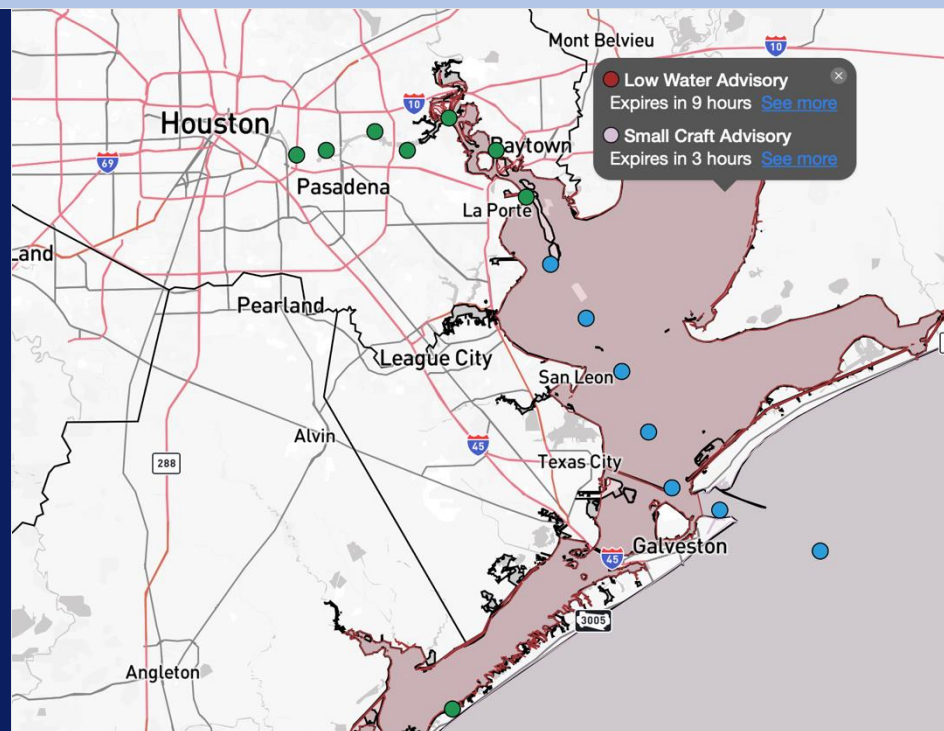 Mont Belvieu
10
Low Water Advisory
Expires in 9 hours See more
Small Craft Advisory
Expires in 3 hours See more
10
Houston
69
Baytown
Pasadena
La Porte
Land
Pearland
League City
San Leon
Alvin
45
288
Texas City
Galveston
45
3005
Angleton